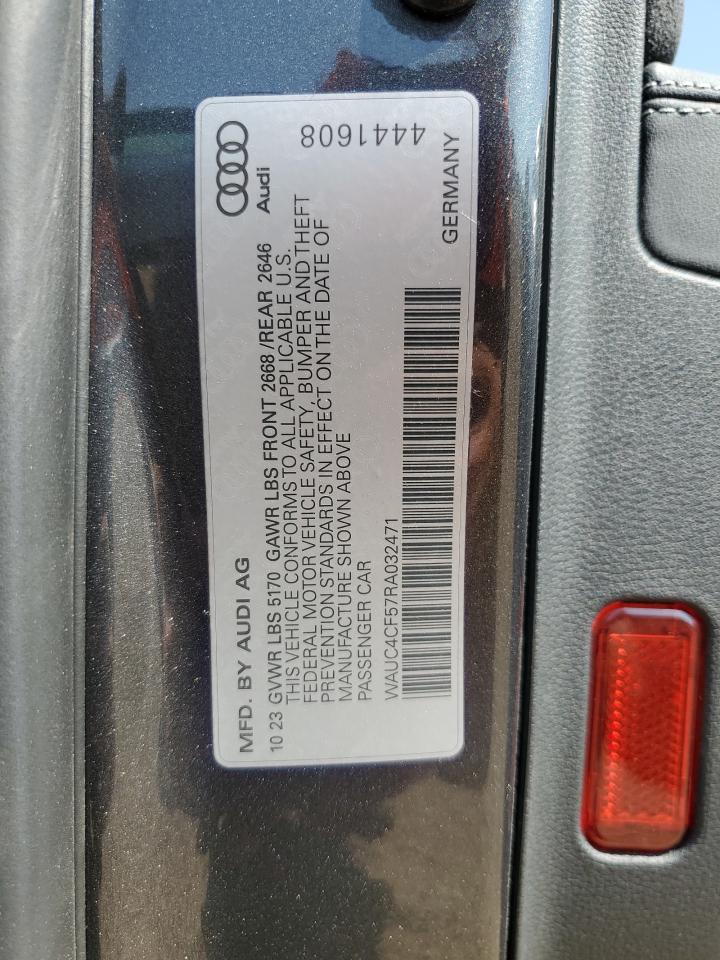 MFD. BY AUDI AG
Audi
10 23 GVWR LBS 5170 GAWR LBS FRONT 2668 /REAR 2646
THIS VEHICLE CONFORMS TO ALL APPLICABLE U.S.
FEDERAL MOTOR VEHICLE SAFETY, BUMPER AND THEFT
PREVENTION STANDARDS IN EFFECT ON THE DATE OF
MANUFACTURE SHOWN ABOVE
PASSENGER CAR
WAUC4CF57RA032471
GERMANY
4441608